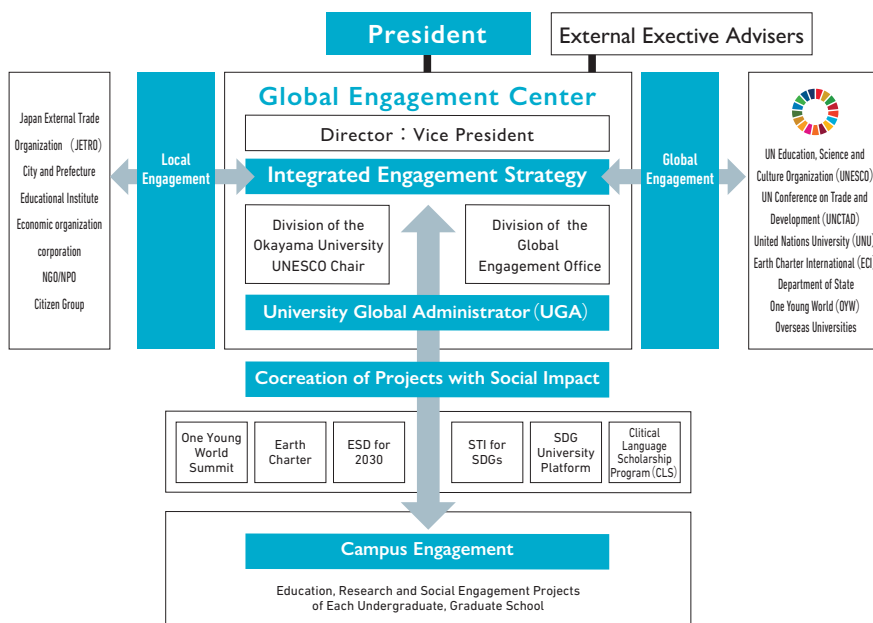 President
External Exective Advisers
Global Engagement Center
Director：Vice President
Japan External Trade
Organization （JETRO)
City and Prefecture
Educational Institute
Economic organization
corporation
NGO/NPO
Citizen Group
Local
Engagement
Integrated Engagement Strategy
Global
Engagement
UN Education, Science and
Culture Organization (UNESCO)
UN Conference on Trade and
Development (UNCTAD)
United Nations University (UNU)
Earth Charter International (ECI)
Department of State
One Young World (OYW)
Overseas Universities
Division of the
Okayama University
UNESCO Chair
Division of the
Global
Engagement Office
University Global Administrator (UGA)
Cocreation of Projects with Social Impact
One Young
World
Summit
Earth
Charter
ESD for
2030
STI for
SDGs
SDG
University
Platform
Clitical
Language
Scholarship
Program (CLS)
Campus Engagement
Education, Research and Social Engagement Projects
of Each Undergraduate, Graduate School